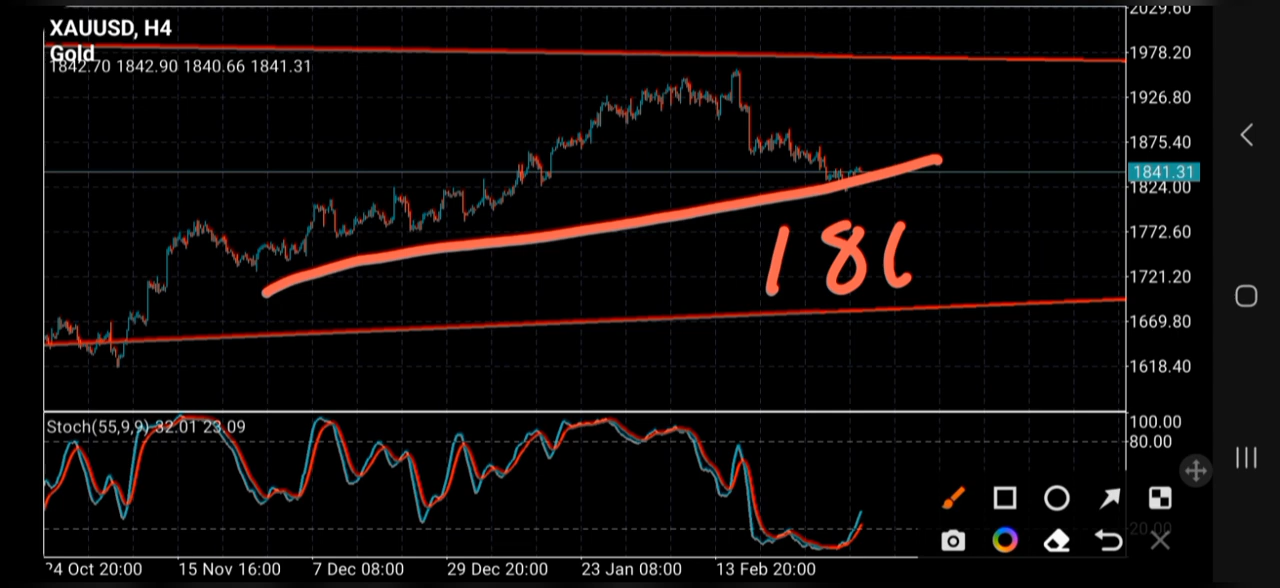 XAUUSD, H4
Gold
1842.70 1842.90 1840.66 1841.31
2029.60
1978.20
1926.80
1875.40
1841.31
1824.00
1772.60
1721.20
1669.80
1618.40
186
Stoch(55,9,9) 32.01 23.09
100.00
80.00
20.00
24 Oct 20:00 15 Nov 16:00 7 Dec 08:00 29 Dec 20:00 23 Jan 08:00 13 Feb 20:00